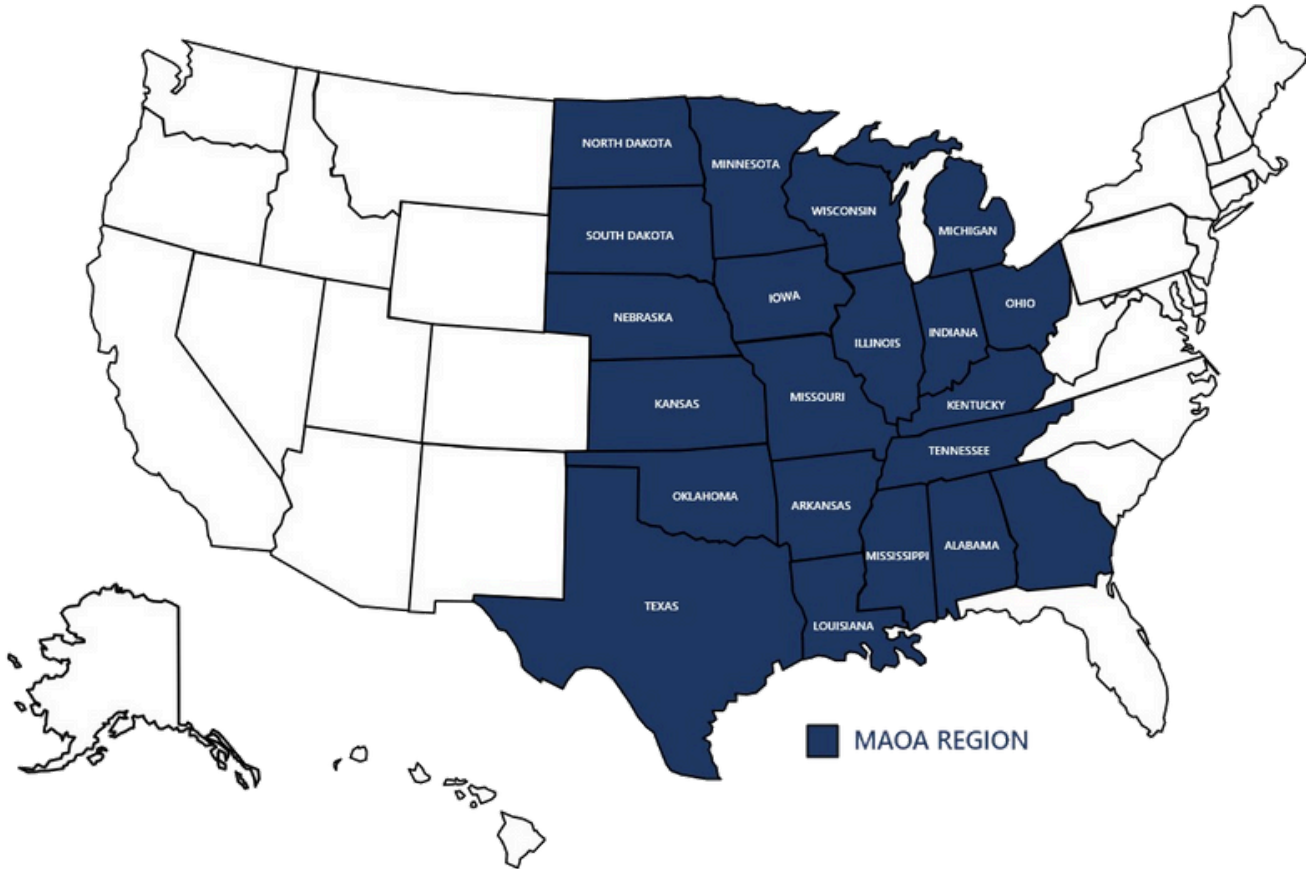 NORTH DAKOTA
MINNESOTA
WISCONSIN
SOUTH DAKOTA
MICHIGAN
IOWA
OHIO
NEBRASKA
INDIANA
ILLINOIS
KANSAS
MISSOURI
KENTUCKY
TENNESSEE
OKLAHOMA
ARKANSAS
ALABAMA
MISSISSIPPI
TEXAS
LOUISIANA
MAOA REGION